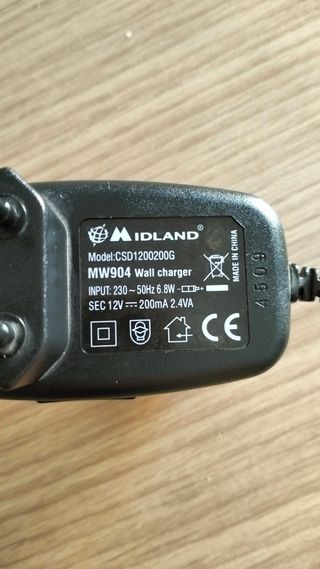 MIDLAND®
Model:CSD1200200G
MW904 Wall charger
INPUT: 230 ~ 50Hz 6.8W
SEC 12V ⎓ 200mA 2.4VA
CE
MADE IN CHINA
4509